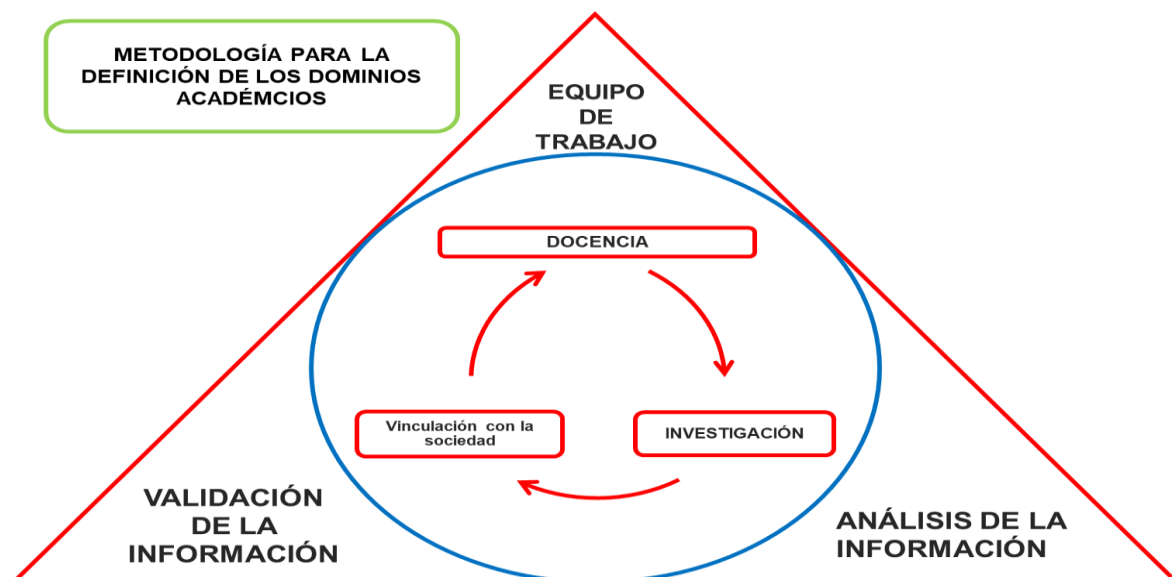 METODOLOGÍA PARA LA
DEFINICIÓN DE LOS DOMINIOS
ACADÉMCIOS
EQUIPO
DE
TRABAJO
DOCENCIA
Vinculación con la
sociedad
INVESTIGACIÓN
VALIDACIÓN
DE LA
INFORMACIÓN
ANÁLISIS DE LA
INFORMACIÓN